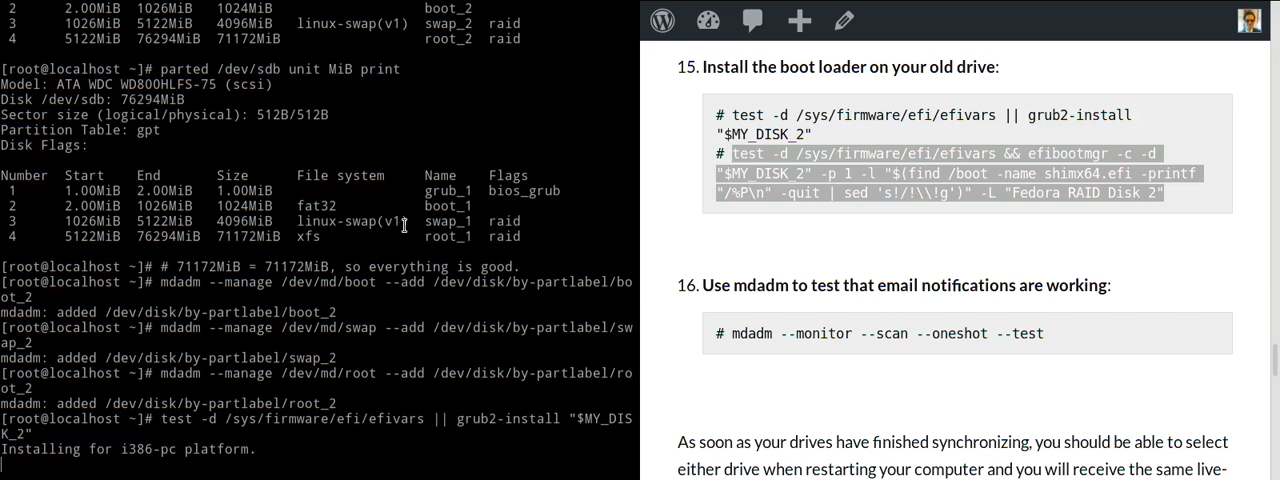 2      2.00MiB  1026MiB   1024MiB                   boot_2
3      1026MiB  5122MiB   4096MiB   linux-swap(v1)  swap_2  raid
4      5122MiB  76294MiB  71172MiB                  root_2  raid
[root@localhost ~]# parted /dev/sdb unit MiB print
Model: ATA WDC WD800HLFS-75 (scsi)
Disk /dev/sdb: 76294MiB
Sector size (logical/physical): 512B/512B
Partition Table: gpt
Disk Flags:
Number  Start    End       Size      File system     Name    Flags
1      1.00MiB  2.00MiB   1.00MiB                   grub_1  bios_grub
2      2.00MiB  1026MiB   1024MiB   fat32           boot_1
3      1026MiB  5122MiB   4096MiB   linux-swap(v1)  swap_1  raid
4      5122MiB  76294MiB  71172MiB  xfs             root_1  raid
[root@localhost ~]# # 71172MiB = 71172MiB, so everything is good.
[root@localhost ~]# mdadm --manage /dev/md/boot --add /dev/disk/by-partlabel/bo
ot_2
mdadm: added /dev/disk/by-partlabel/boot_2
[root@localhost ~]# mdadm --manage /dev/md/swap --add /dev/disk/by-partlabel/sw
ap_2
mdadm: added /dev/disk/by-partlabel/swap_2
[root@localhost ~]# mdadm --manage /dev/md/root --add /dev/disk/by-partlabel/ro
ot_2
mdadm: added /dev/disk/by-partlabel/root_2
[root@localhost ~]# test -d /sys/firmware/efi/efivars || grub2-install "$MY_DIS
K_2"
Installing for i386-pc platform.
15. Install the boot loader on your old drive:
# test -d /sys/firmware/efi/efivars || grub2-install
"$MY_DISK_2"
# test -d /sys/firmware/efi/efivars && efibootmgr -c -d
"$MY_DISK_2" -p 1 -l "$(find /boot -name shimx64.efi -printf
"/%P\n" -quit | sed 's!/!\\!g')" -L "Fedora RAID Disk 2"
16. Use mdadm to test that email notifications are working:
# mdadm --monitor --scan --oneshot --test
As soon as your drives have finished synchronizing, you should be able to select
either drive when restarting your computer and you will receive the same live-